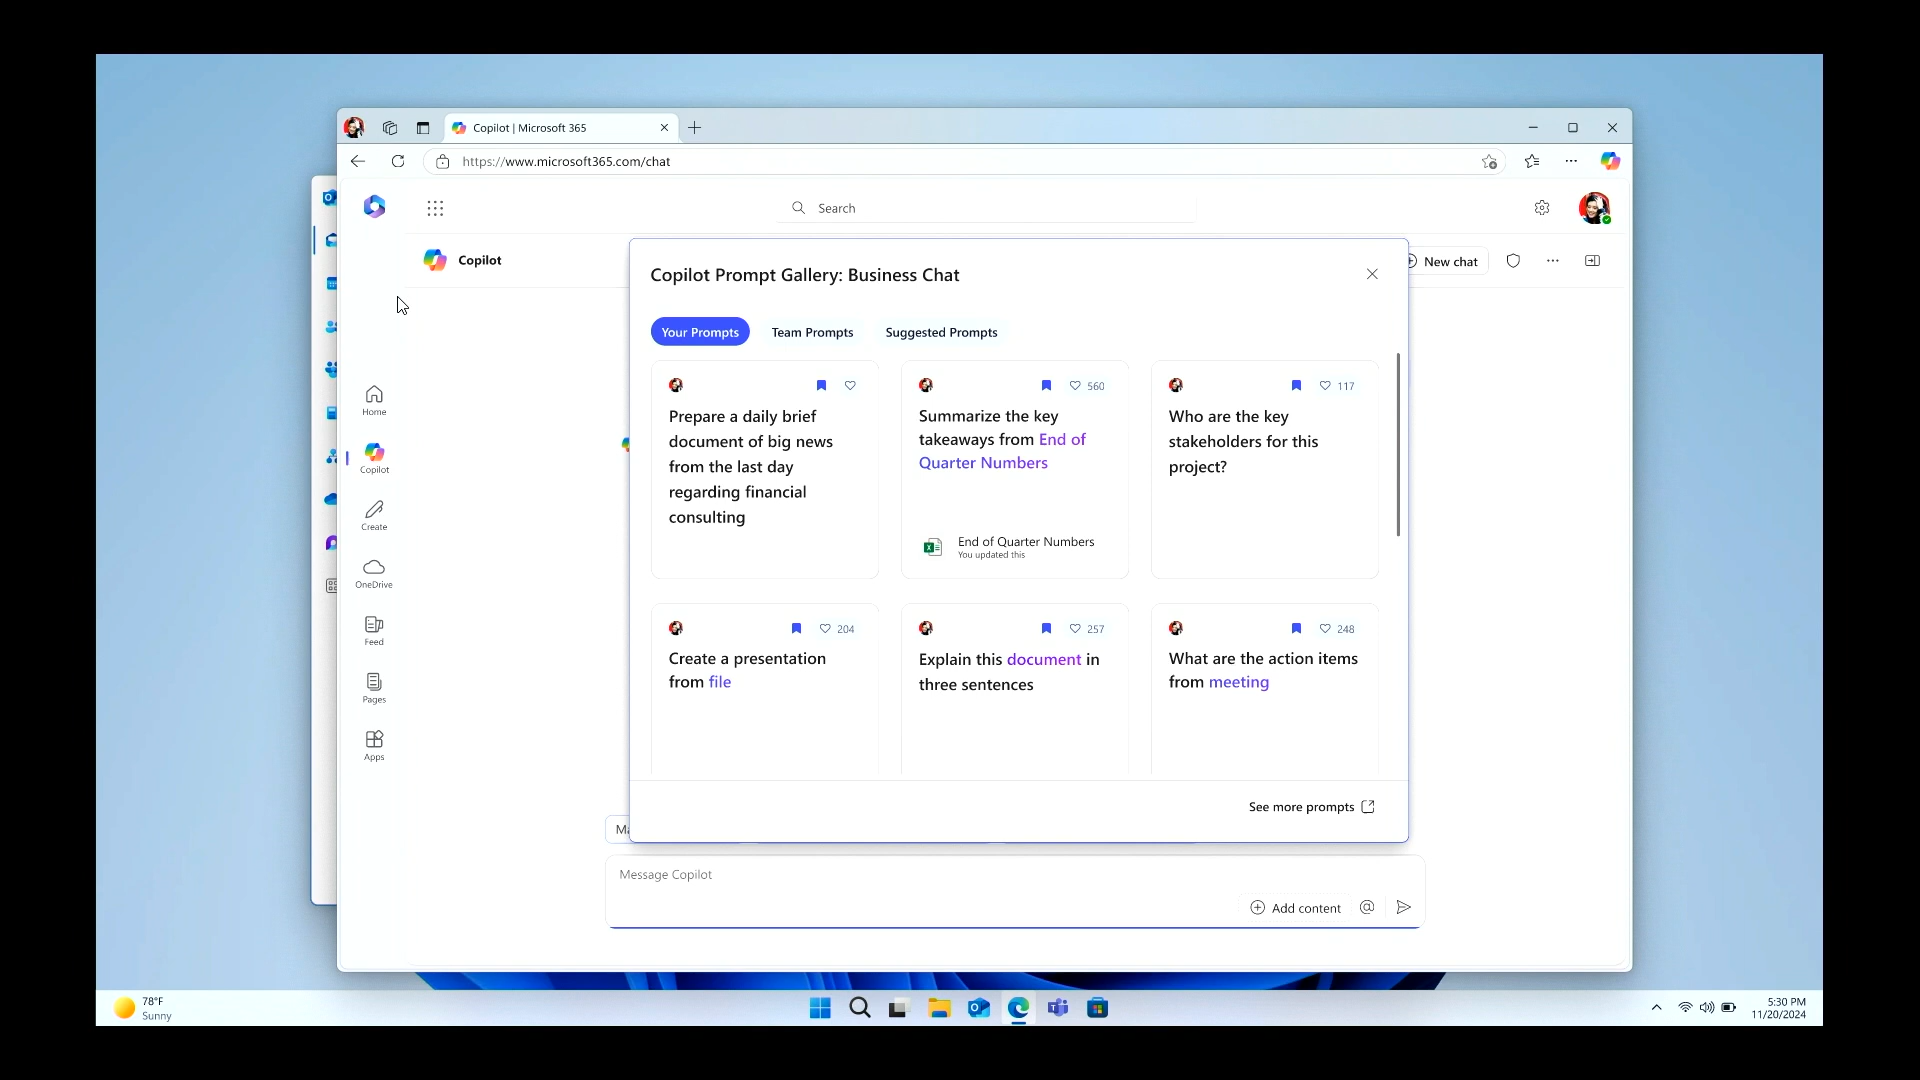 Copilot | Microsoft 365
https://www.microsoft365.com/chat
Search
Copilot
New chat
Copilot Prompt Gallery: Business Chat
Your Prompts
Team Prompts
Suggested Prompts
Prepare a daily brief
document of big news
from the last day
regarding financial
consulting
560
Summarize the key
takeaways from End of
Quarter Numbers
End of Quarter Numbers
You updated this
117
Who are the key
stakeholders for this
project?
204
Create a presentation
from file
257
Explain this document in
three sentences
248
What are the action items
from meeting
See more prompts
Home
Copilot
Create
OneDrive
Feed
Pages
Apps
Message Copilot
Add content
78°F
Sunny
5:30 PM
11/20/2024